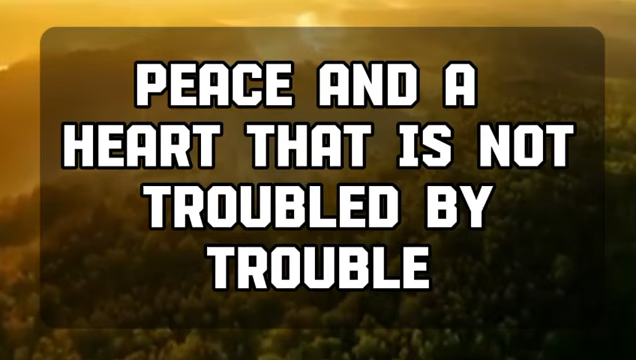 PEACE AND A
HEART THAT IS NOT
TROUBLED BY
TROUBLE